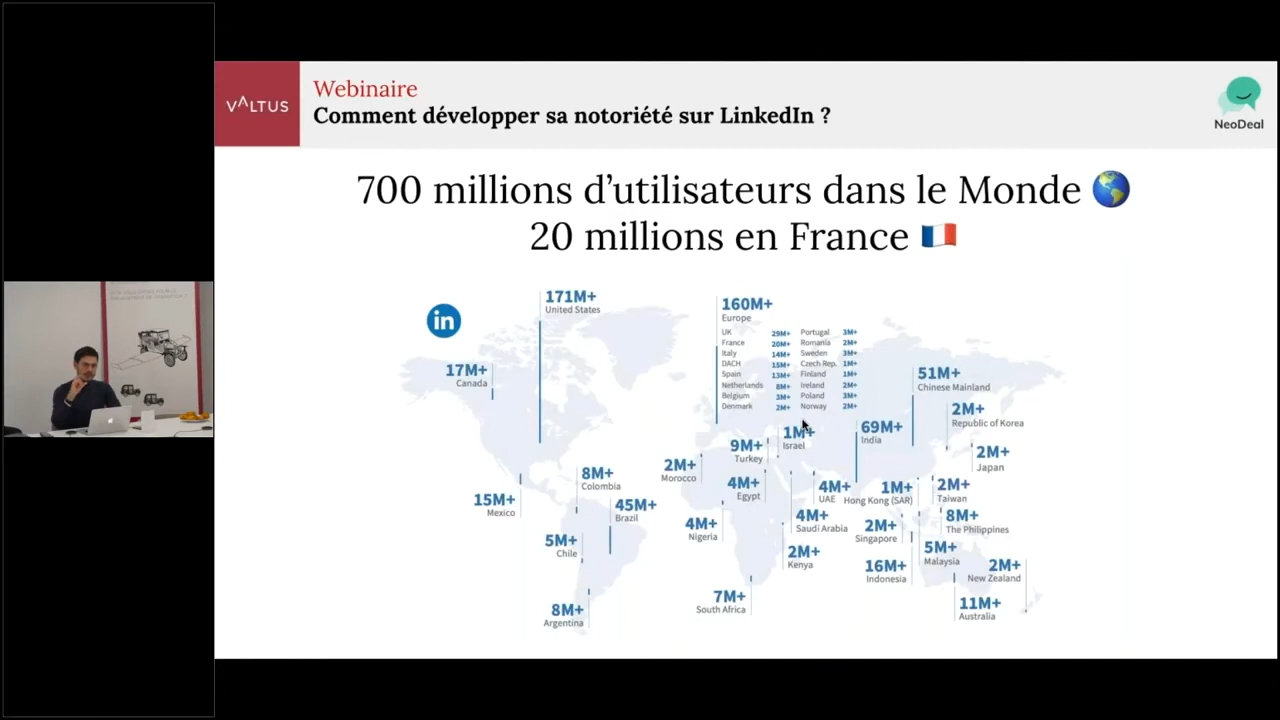 VALTUS
Webinaire
Comment développer sa notoriété sur LinkedIn ?
NeoDeal
700 millions d'utilisateurs dans le Monde
20 millions en France
in
171M+
United States
17M+
Canada
160M+
Europe
UK 29M+ Portugal 3M+
France 20M+ Romania 2M+
Italy 14M+ Sweden 3M+
DACH 15M+ Czech Rep. 1M+
Spain 13M+ Finland 1M+
Netherlands 8M+ Ireland 2M+
Belgium 3M+ Poland 3M+
Denmark 2M+ Norway 2M+
51M+
Chinese Mainland
2M+
Republic of Korea
69M+
India
1M+
Israel
9M+
Turkey
2M+
Japan
2M+
Morocco
8M+
Colombia
4M+
Egypt
4M+
UAE
1M+
Hong Kong (SAR)
2M+
Taiwan
15M+
Mexico
45M+
Brazil
4M+
Nigeria
4M+
Saudi Arabia
2M+
Singapore
8M+
The Philippines
5M+
Chile
2M+
Kenya
5M+
Malaysia
16M+
Indonesia
2M+
New Zealand
7M+
South Africa
8M+
Argentina
11M+
Australia